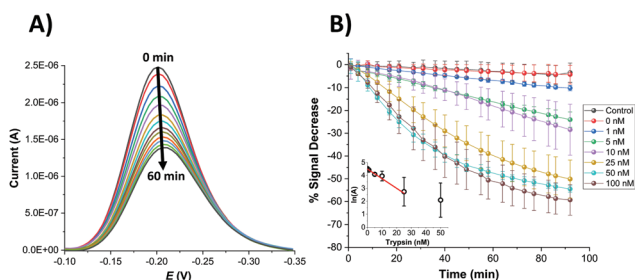 A)
B)
0 min
60 min
2.5E-06
2.0E-06
1.5E-06
1.0E-06
5.0E-07
0.0E+00
Current (A)
-0.10 -0.15 -0.20 -0.25 -0.30 -0.35
E (V)
0
-10
-20
-30
-40
-50
-60
-70
-80
% Signal Decrease
0 20 40 60 80 100
Time (min)
5
4
3
2
1
0
ln(A)
0 10 20 30 40 50
Trypsin (nM)
Control
0 nM
1 nM
5 nM
10 nM
25 nM
50 nM
100 nM